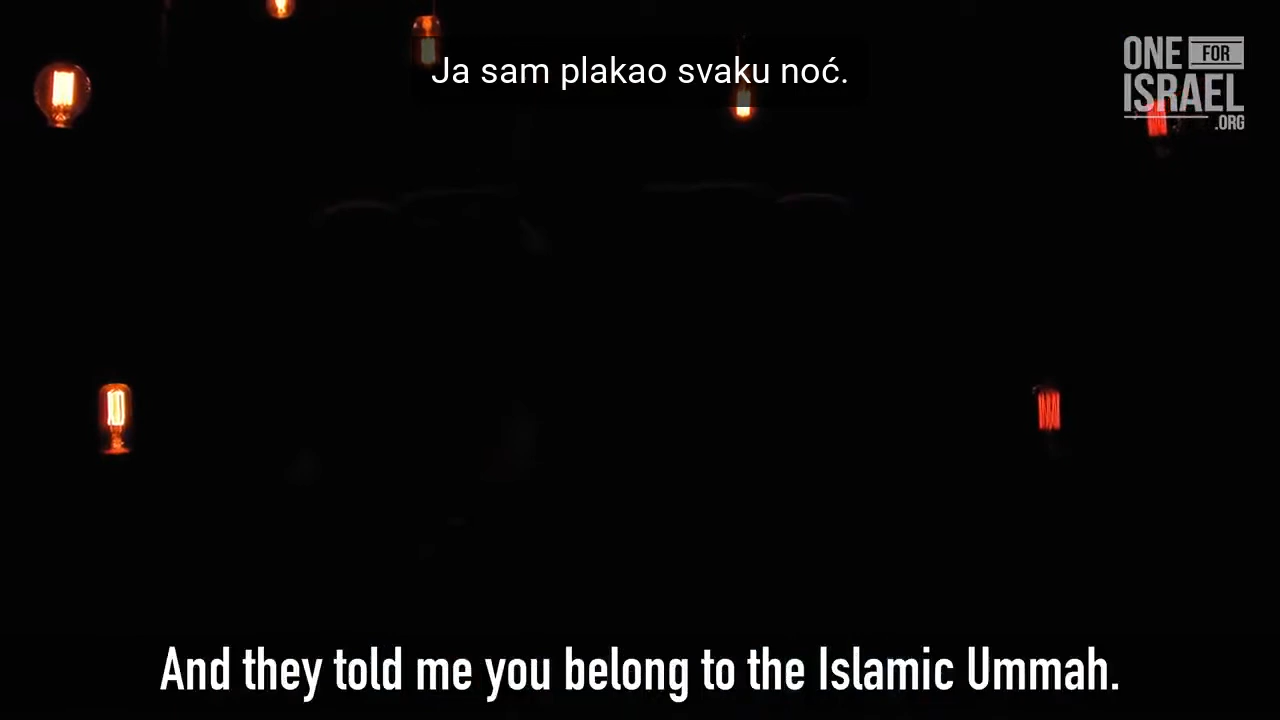 Ja sam plakao svaku noć.
ONE FOR
ISRAEL
.ORG
And they told me you belong to the Islamic Ummah.